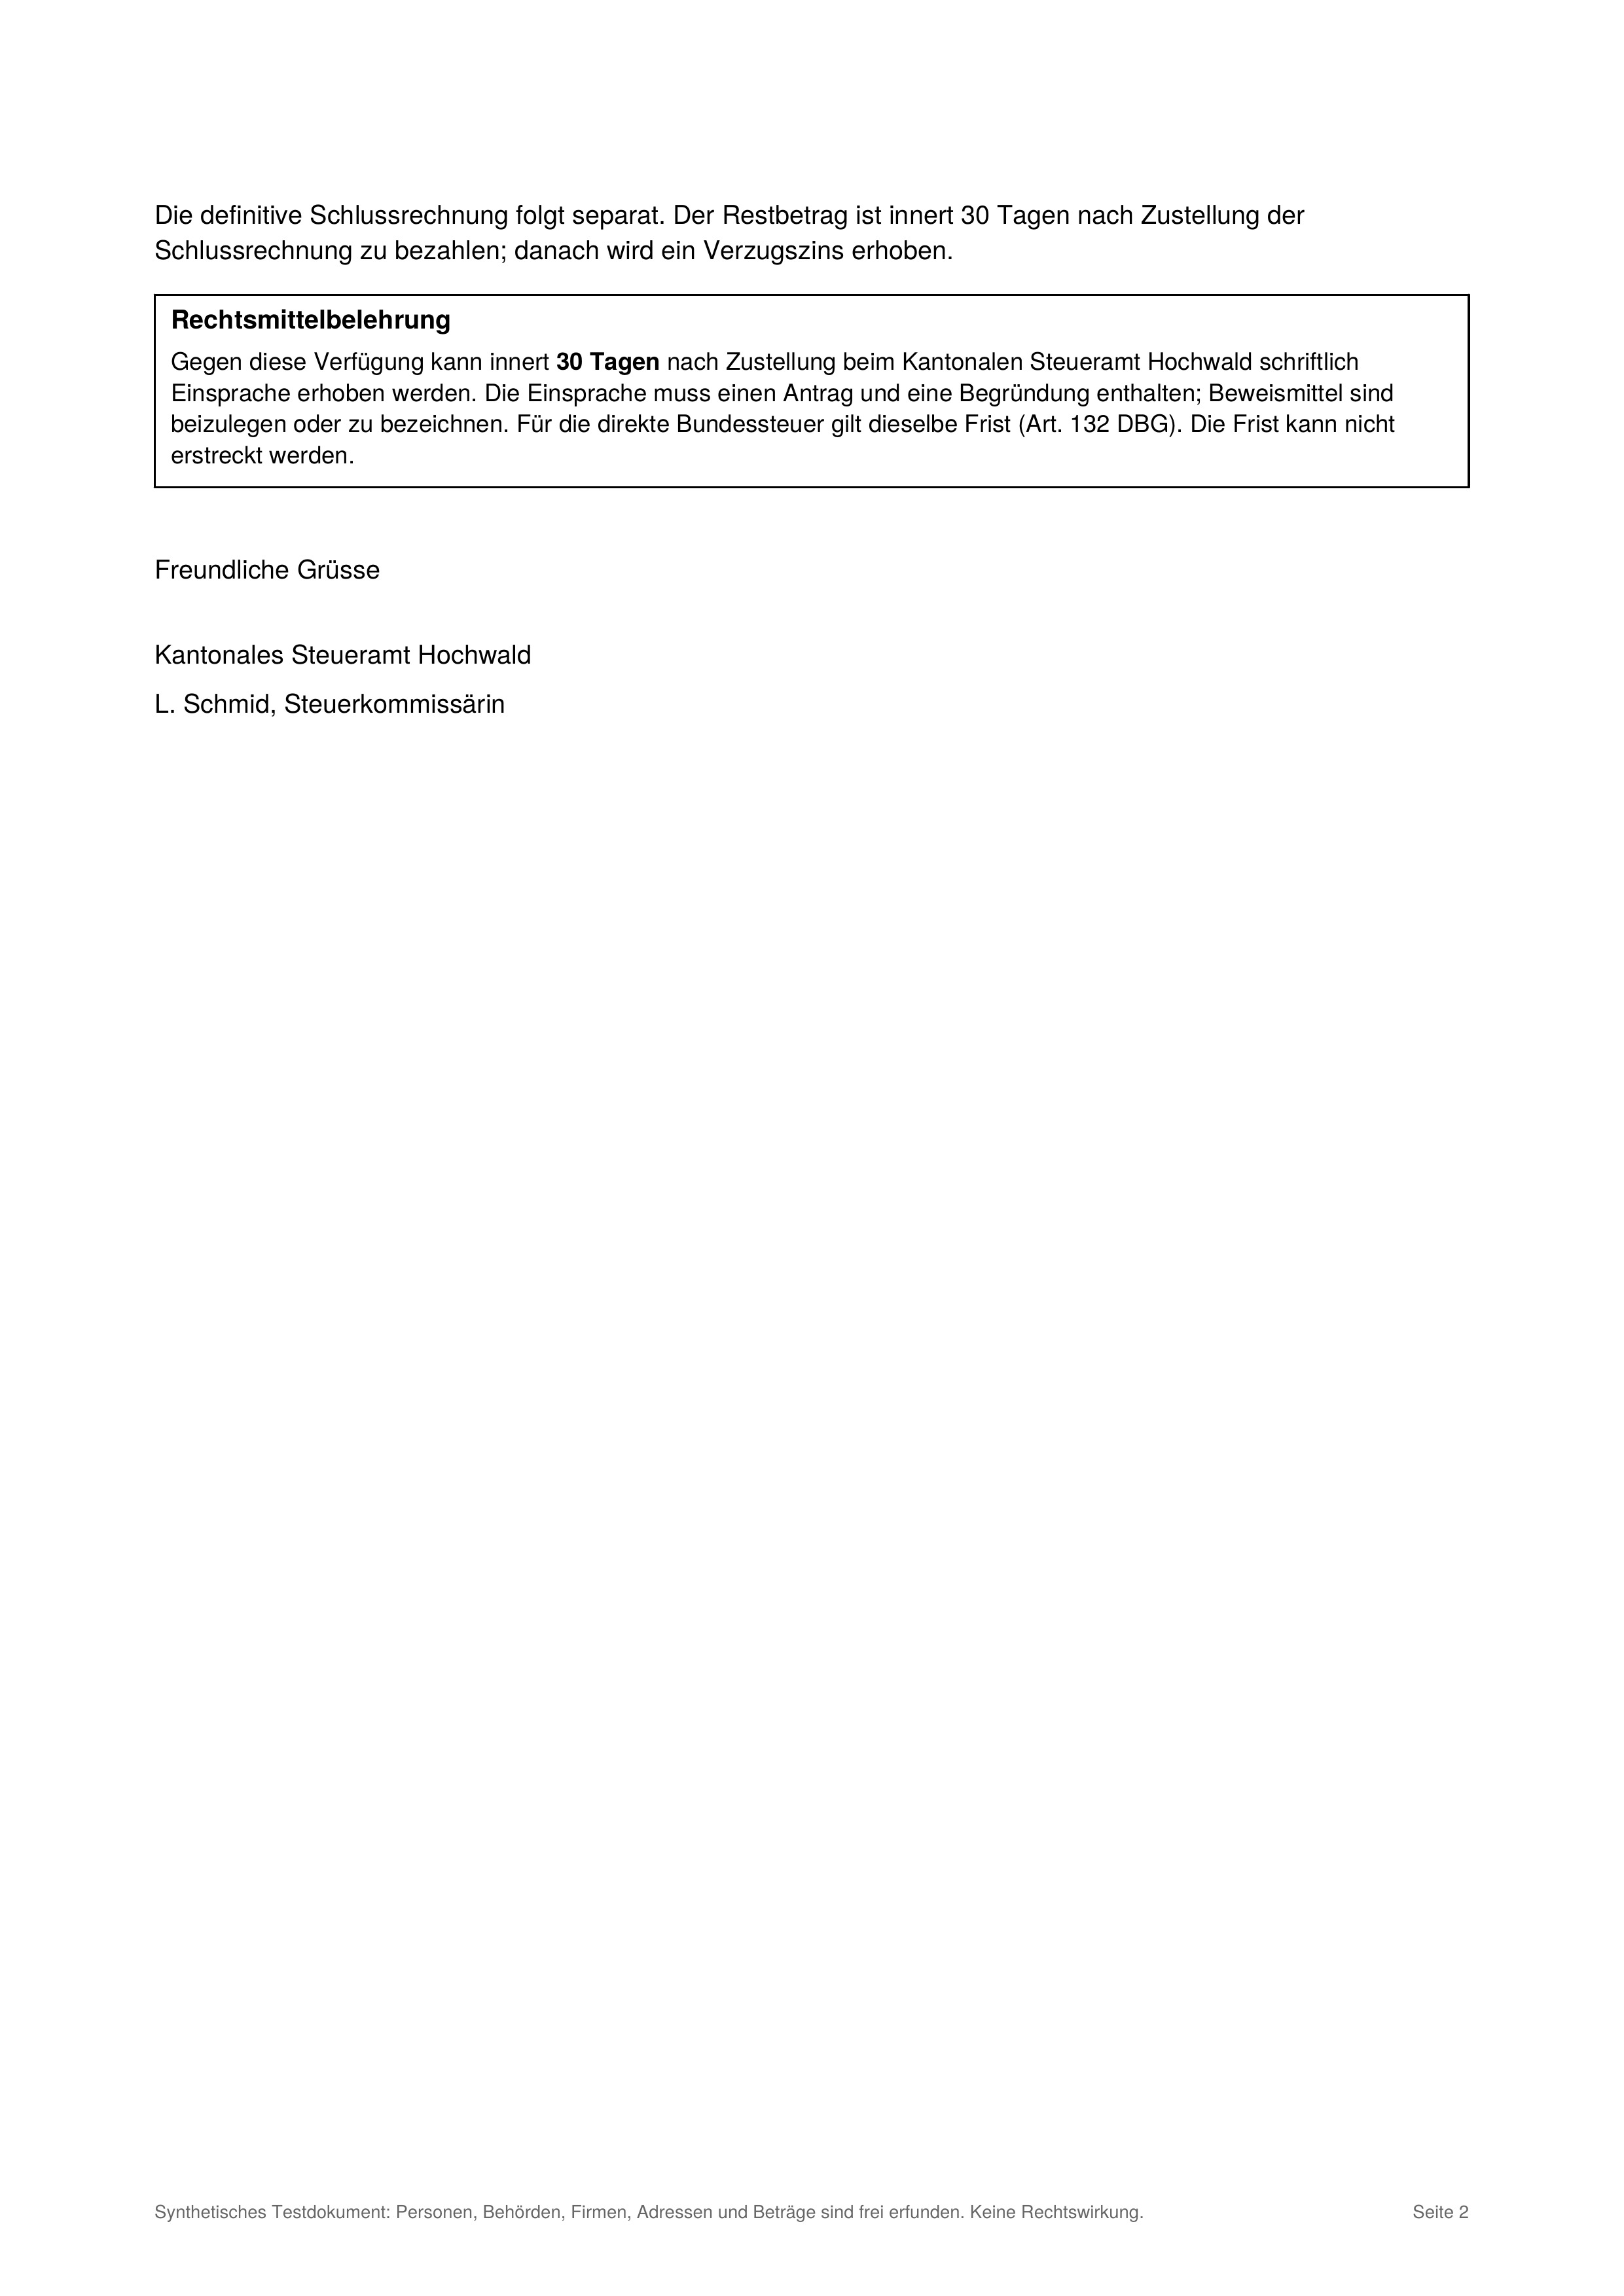 Die definitive Schlussrechnung folgt separat. Der Restbetrag ist innert 30 Tagen nach Zustellung der
Schlussrechnung zu bezahlen; danach wird ein Verzugszins erhoben.
Rechtsmittelbelehrung
Gegen diese Verfügung kann innert 30 Tagen nach Zustellung beim Kantonalen Steueramt Hochwald schriftlich
Einsprache erhoben werden. Die Einsprache muss einen Antrag und eine Begründung enthalten; Beweismittel sind
beizulegen oder zu bezeichnen. Für die direkte Bundessteuer gilt dieselbe Frist (Art. 132 DBG). Die Frist kann nicht
erstreckt werden.
Freundliche Grüsse
Kantonales Steueramt Hochwald
L. Schmid, Steuerkommissärin
Synthetisches Testdokument: Personen, Behörden, Firmen, Adressen und Beträge sind frei erfunden. Keine Rechtswirkung. Seite 2